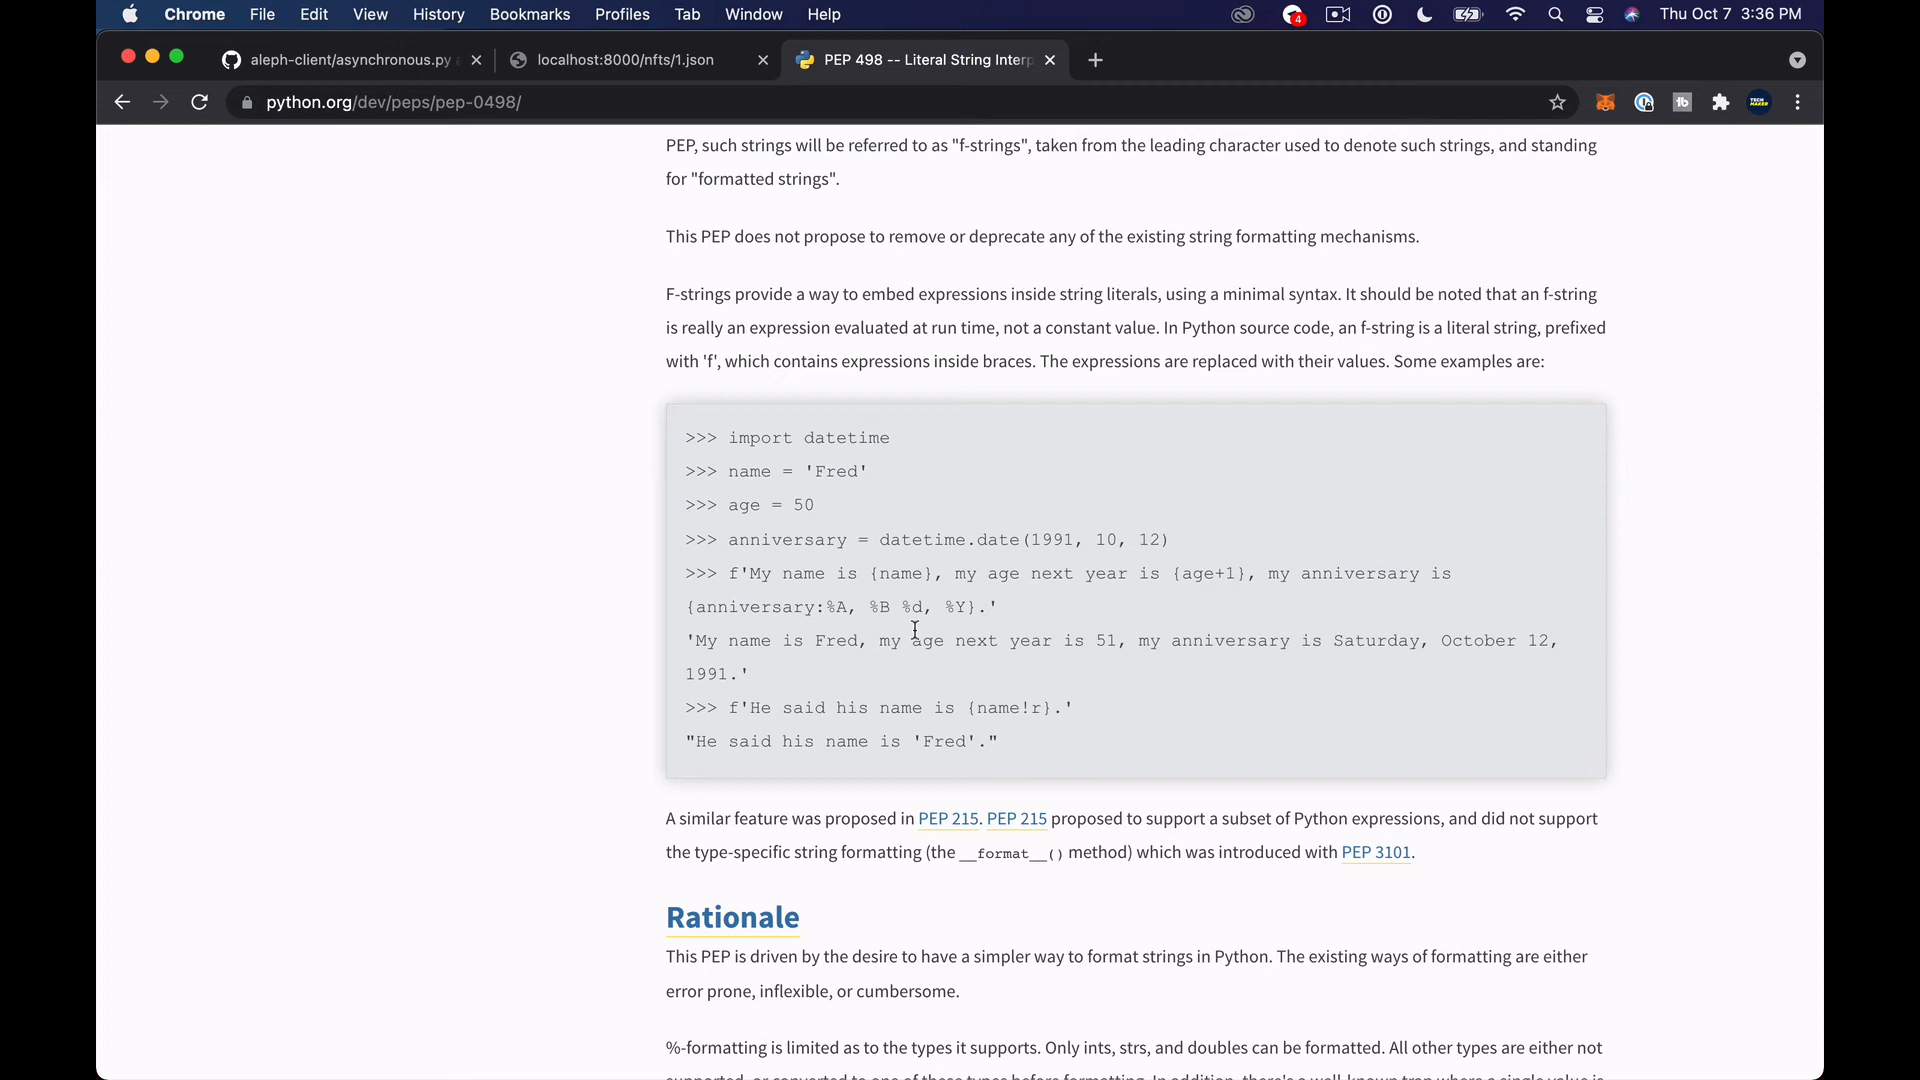 Chrome File Edit View History Bookmarks Profiles Tab Window Help 4 Thu Oct 7 3:36 PM
aleph-client/asynchronous.py localhost:8000/nfts/1.json PEP 498 -- Literal String Interp
python.org/dev/peps/pep-0498/
PEP, such strings will be referred to as "f-strings", taken from the leading character used to denote such strings, and standing
for "formatted strings".
This PEP does not propose to remove or deprecate any of the existing string formatting mechanisms.
F-strings provide a way to embed expressions inside string literals, using a minimal syntax. It should be noted that an f-string
is really an expression evaluated at run time, not a constant value. In Python source code, an f-string is a literal string, prefixed
with 'f', which contains expressions inside braces. The expressions are replaced with their values. Some examples are:
>>> import datetime
>>> name = 'Fred'
>>> age = 50
>>> anniversary = datetime.date(1991, 10, 12)
>>> f'My name is {name}, my age next year is {age+1}, my anniversary is
{anniversary:%A, %B %d, %Y}.'
'My name is Fred, my age next year is 51, my anniversary is Saturday, October 12,
1991.'
>>> f'He said his name is {name!r}.'
"He said his name is 'Fred'."
A similar feature was proposed in PEP 215. PEP 215 proposed to support a subset of Python expressions, and did not support
the type-specific string formatting (the __format__() method) which was introduced with PEP 3101.
Rationale
This PEP is driven by the desire to have a simpler way to format strings in Python. The existing ways of formatting are either
error prone, inflexible, or cumbersome.
%-formatting is limited as to the types it supports. Only ints, strs, and doubles can be formatted. All other types are either not